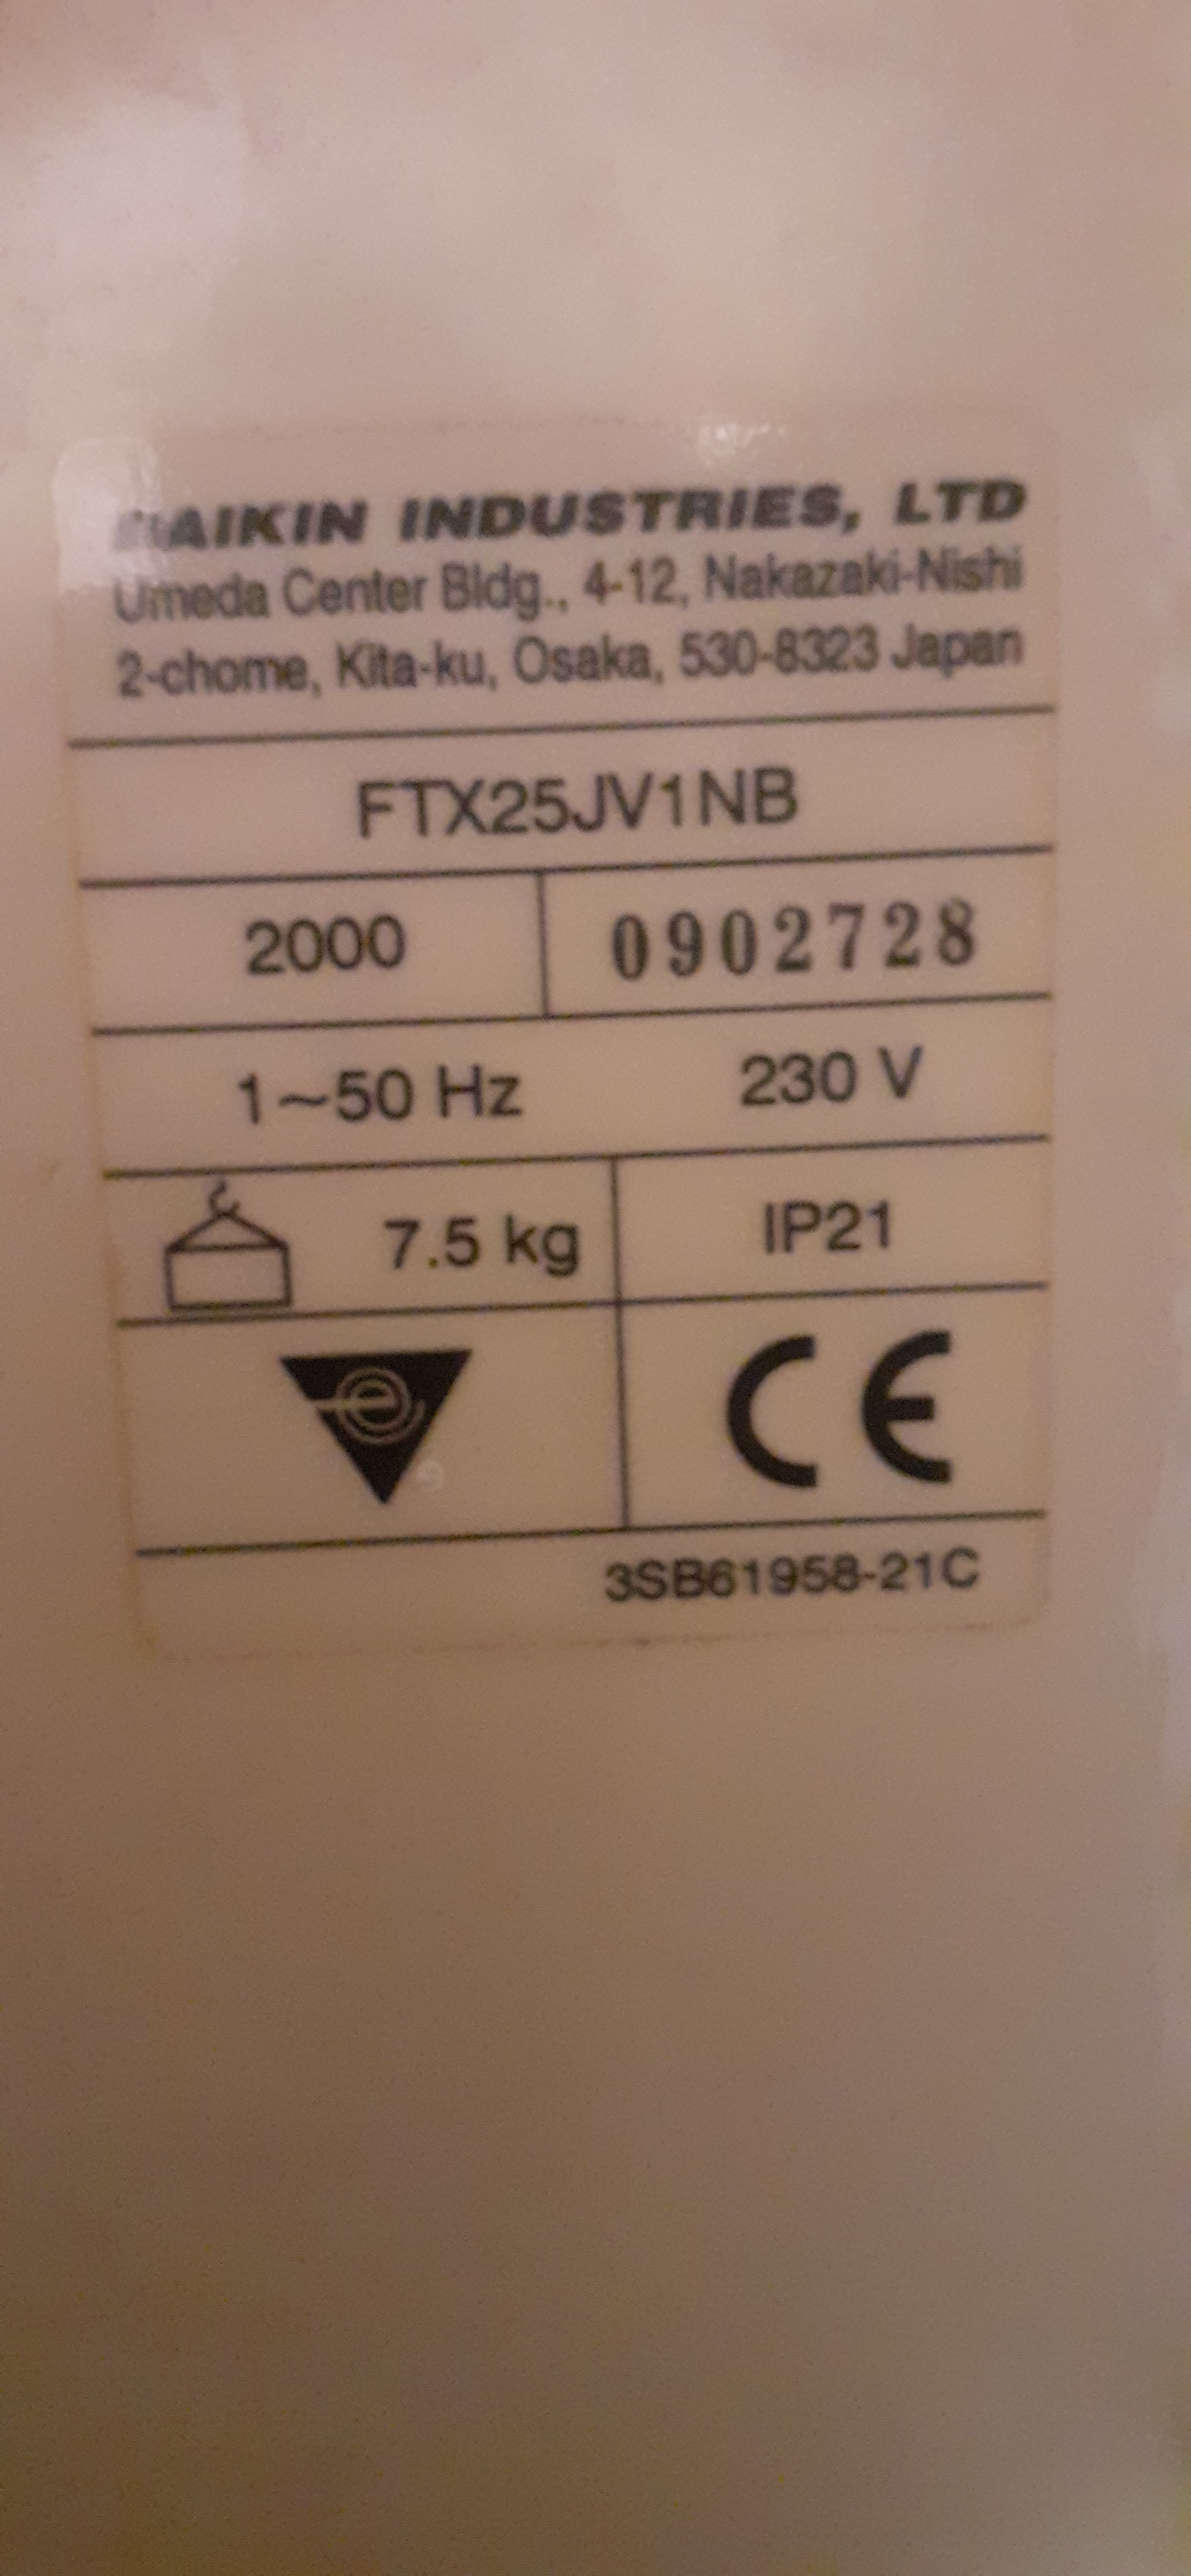 DAIKIN INDUSTRIES, LTD
Umeda Center Bldg., 4-12, Nakazaki-Nishi
2-chome, Kita-ku, Osaka, 530-8323 Japan
FTX25JV1NB
2000 0902728
1~50 Hz 230 V
7.5 kg IP21
e CE
3SB61958-21C